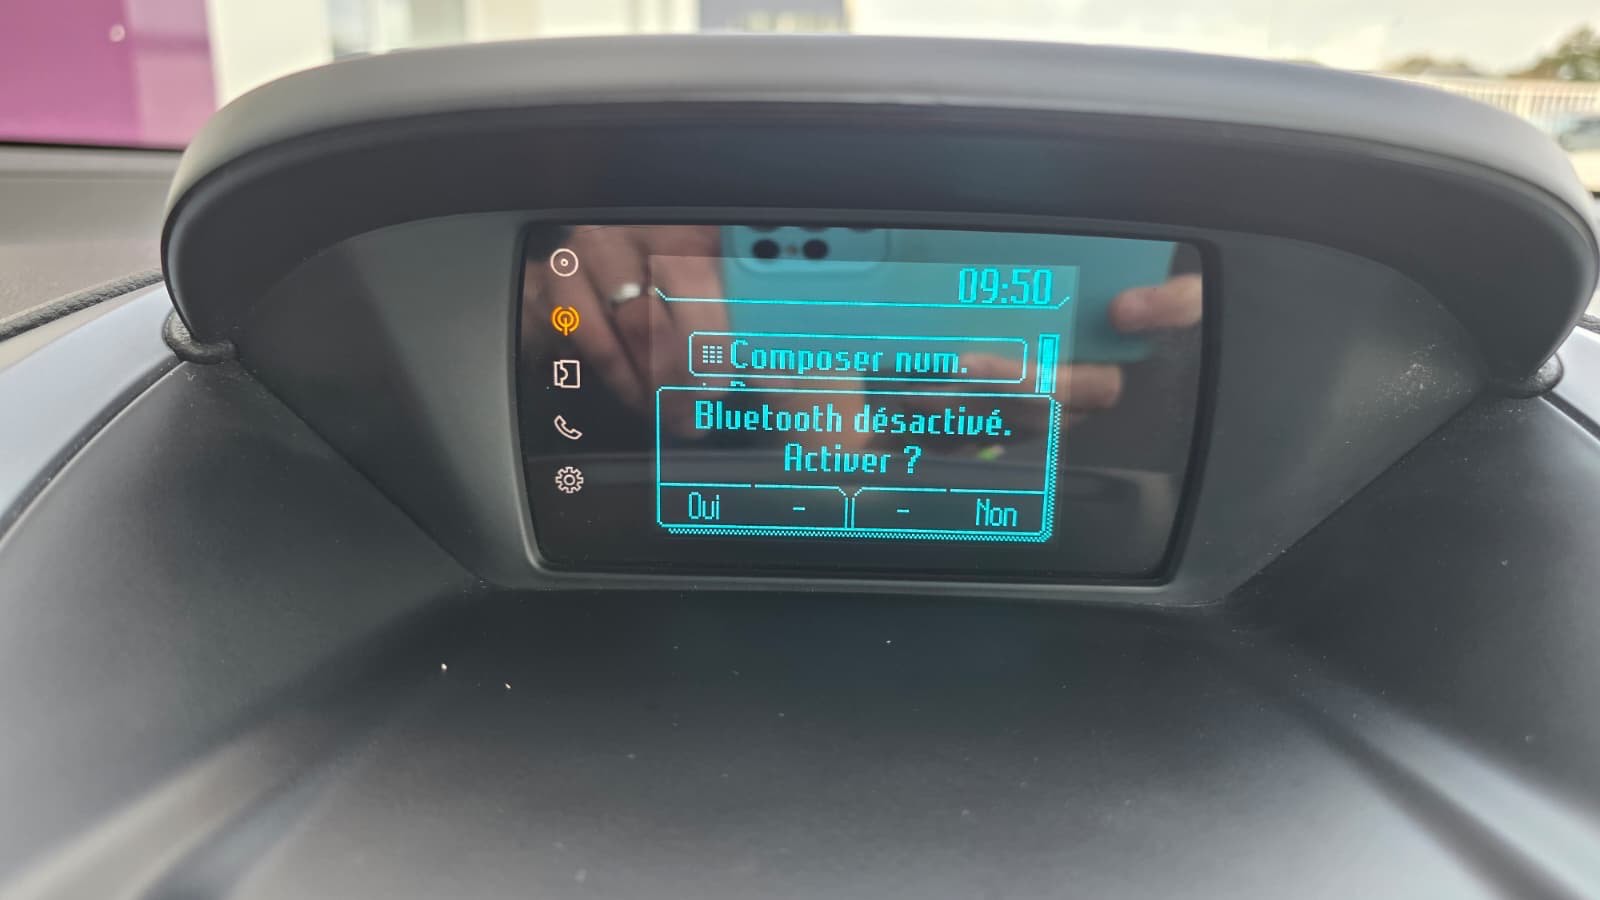 09:50
Composer num.
Bluetooth désactivé.
Activer ?
Oui - - Non